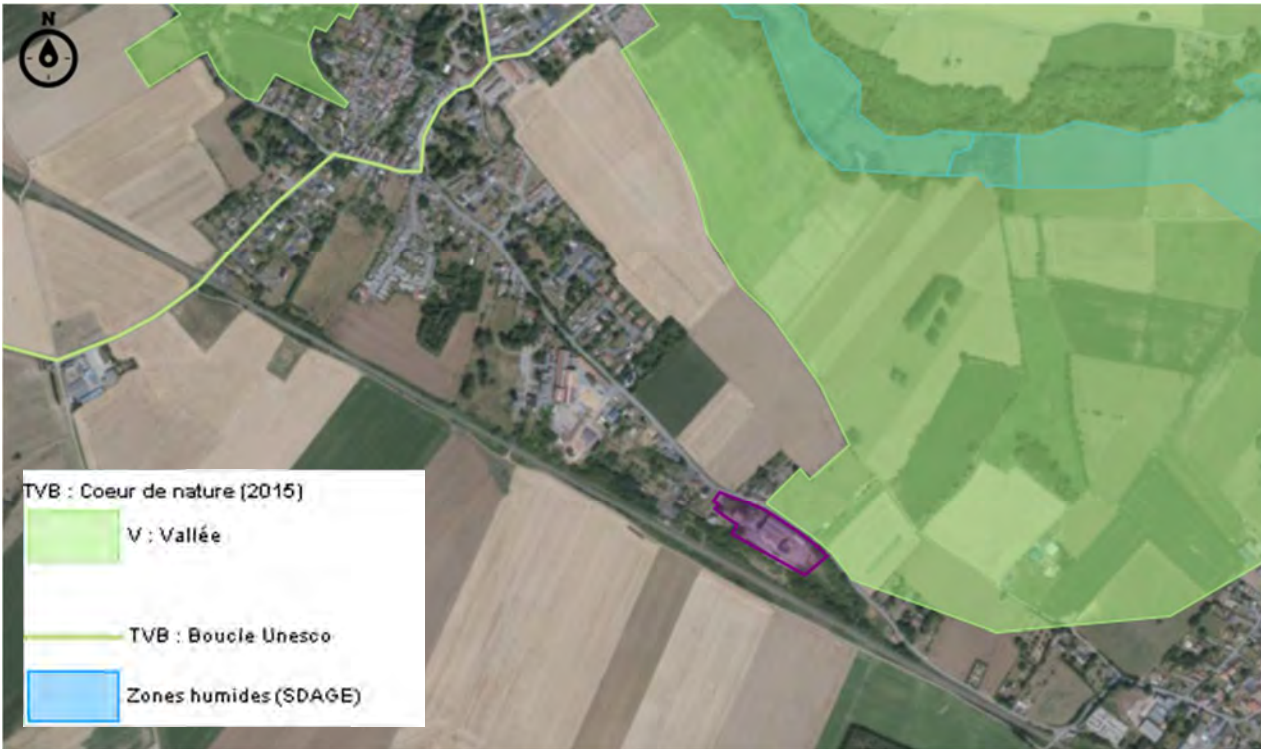 N
TVB : Coeur de nature (2015)
V : Vallée
TVB : Boucle Unesco
Zones humides (SDAGE)